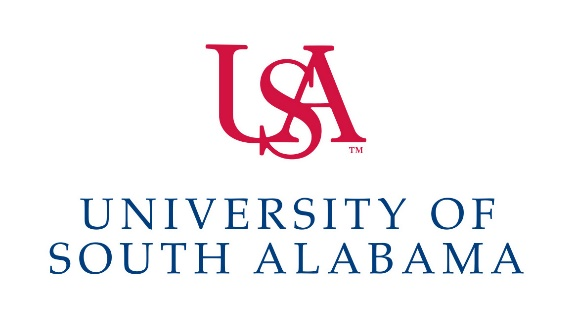 USA
™
UNIVERSITY OF
SOUTH ALABAMA